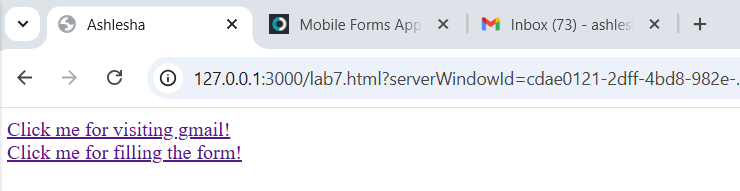 Ashlesha
Mobile Forms App
Inbox (73) - ashles
127.0.0.1:3000/lab7.html?serverWindowId=cdae0121-2dff-4bd8-982e-
Click me for visiting gmail!
Click me for filling the form!